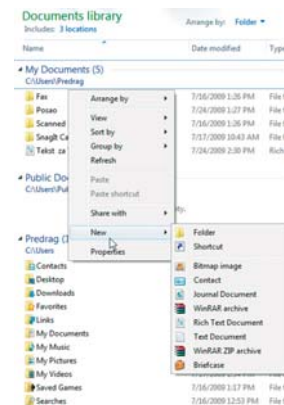 Documents library
Includes: 3 locations
Arrange by: Folder
Name
Date modified
Type
My Documents (5)
C:\Users\Predrag
Fax
7/16/2009 1:26 PM
File f
Posao
7/24/2009 1:27 PM
File f
Scanned
7/16/2009 1:26 PM
File f
SnagIt Ca
7/17/2009 10:43 AM
File f
Tekst za
7/24/2009 2:30 PM
Rich
Public Do
C:\Users\Pu
Predrag (
C:\Users
Contacts
Desktop
Downloads
Favorites
Links
My Documents
My Music
My Pictures
My Videos
Saved Games
7/16/2009 1:17 PM
File f
Searches
7/16/2009 12:53 PM
File f
Arrange by
View
Sort by
Group by
Refresh
Paste
Paste shortcut
Share with
New
Properties
Folder
Shortcut
Bitmap image
Contact
Journal Document
WinRAR archive
Rich Text Document
Text Document
WinRAR ZIP archive
Briefcase